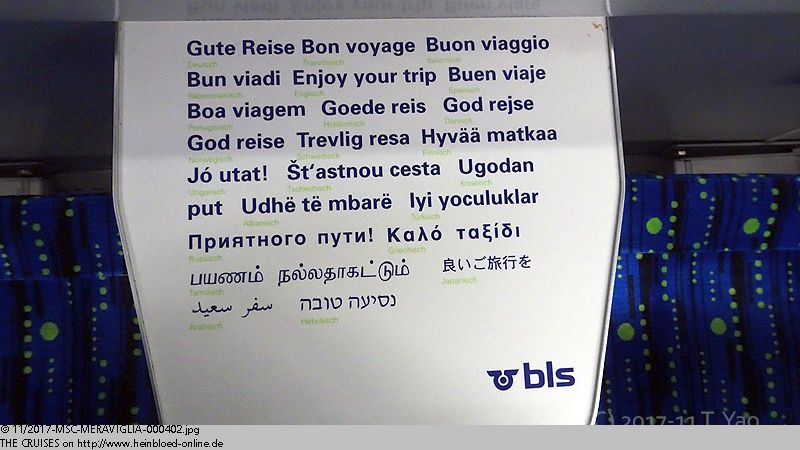 Gute Reise Bon voyage Buon viaggio
Deutsch Französisch Italienisch
Bun viadi Enjoy your trip Buen viaje
Rätoromanisch Englisch Spanisch
Boa viagem Goede reis God rejse
Portugisisch Holländisch Dänisch
God reise Trevlig resa Hyvää matkaa
Norwegisch Schwedisch Finnisch
Jó utat! Št'astnou cesta Ugodan
Ungarisch Tschechisch Kroatisch
put Udhë të mbarë Iyi yoculuklar
Albanisch Türkisch
Приятного пути! Καλό ταξίδι
Russisch Griechisch
பயணம் நல்லதாகட்டும் 良いご旅行を
Tamilisch Japanisch
سفر سعيد נסיעה טובה
Arabisch Hebräisch
bls
(C) 2017-11 T. Yao
© 11/2017-MSC-MERAVIGLIA-000402.jpg
THE CRUISES on http://www.heinbloed-online.de